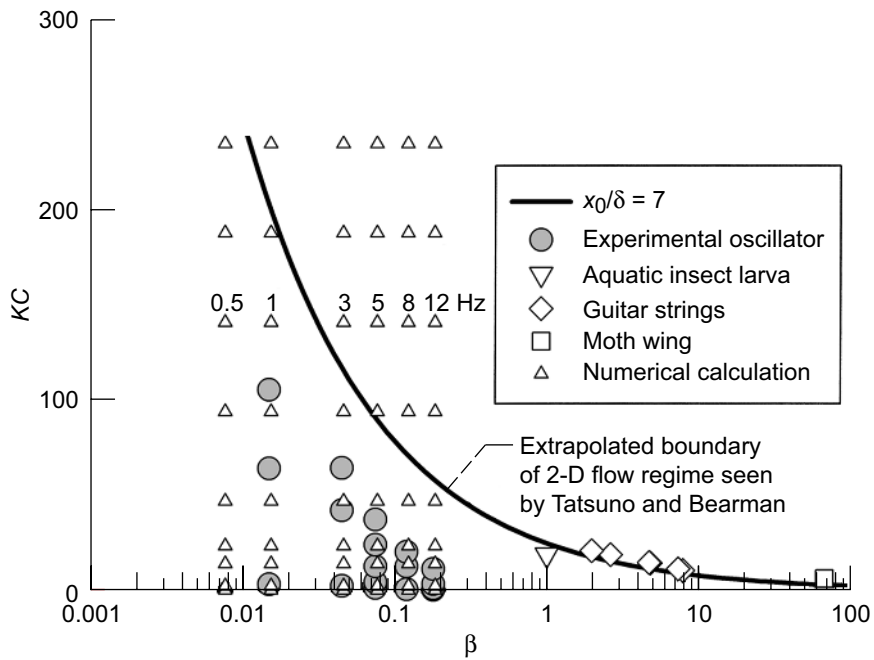 300
200
100
0
KC
0.5 1 3 5 8 12 Hz
x0/δ = 7
Experimental oscillator
Aquatic insect larva
Guitar strings
Moth wing
Numerical calculation
Extrapolated boundary
of 2-D flow regime seen
by Tatsuno and Bearman
0.001 0.01 0.1 1 10 100
β